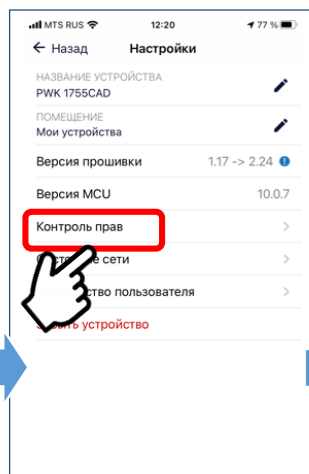 MTS RUS 12:20 77 %
Назад Настройки
НАЗВАНИЕ УСТРОЙСТВА
PWK 1755CAD
ПОМЕЩЕНИЕ
Мои устройства
Версия прошивки 1.17 -> 2.24
Версия MCU 10.0.7
Контроль прав
сети
пользователя
устройство